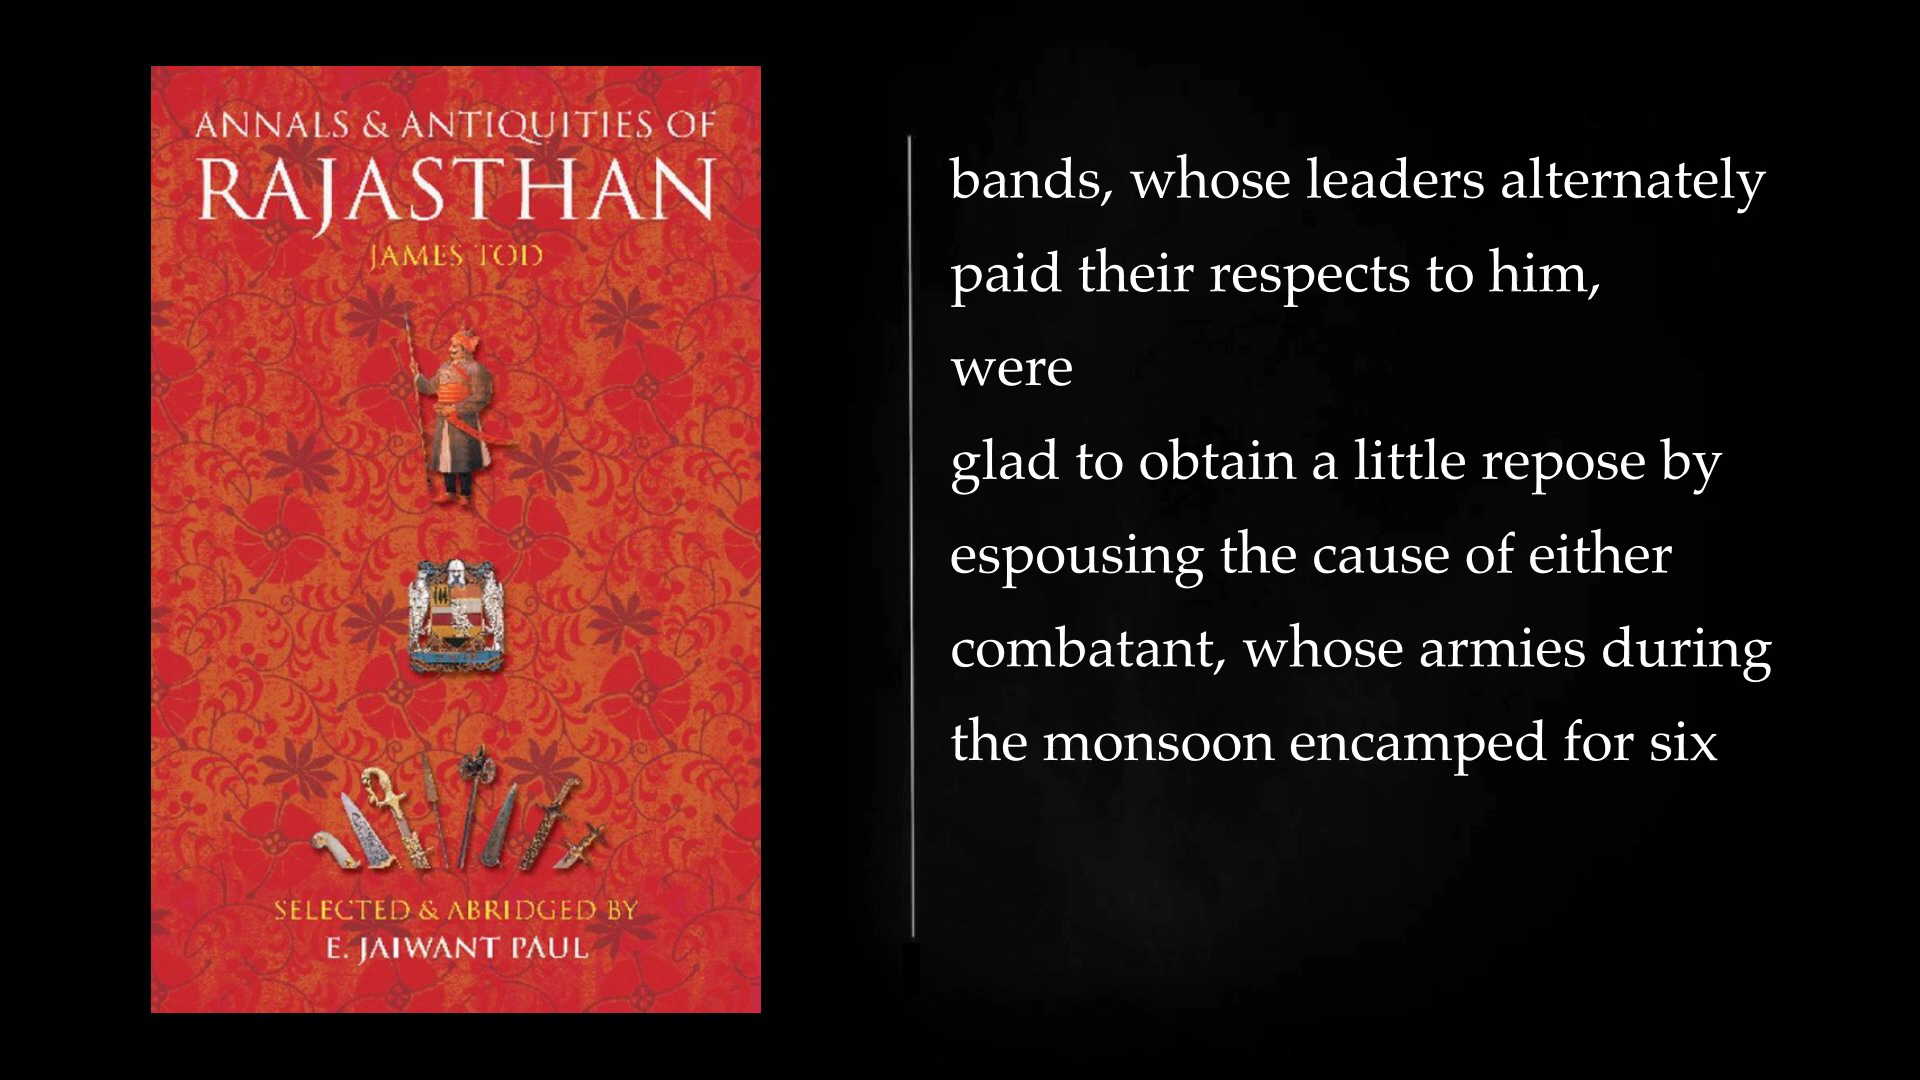 ANNALS & ANTIQUITIES OF
RAJASTHAN
JAMES TOD
SELECTED & ABRIDGED BY
E. JAIWANT PAUL
bands, whose leaders alternately
paid their respects to him,
were
glad to obtain a little repose by
espousing the cause of either
combatant, whose armies during
the monsoon encamped for six